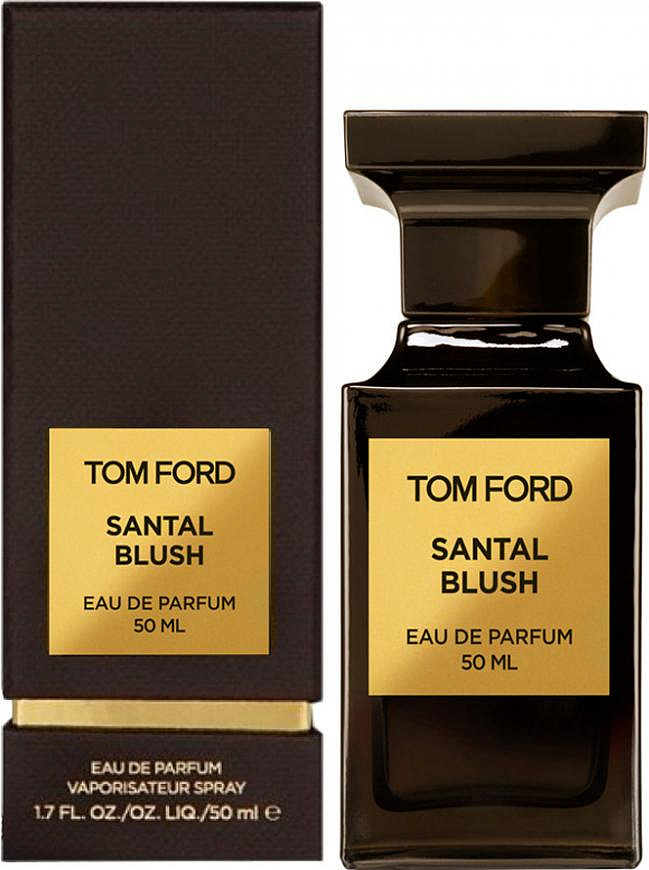 TOM FORD
SANTAL
BLUSH
EAU DE PARFUM
50 ML
EAU DE PARFUM
VAPORISATEUR SPRAY
1.7 FL. OZ./OZ. LIQ./50 ml ℮
TOM FORD
SANTAL
BLUSH
EAU DE PARFUM
50 ML